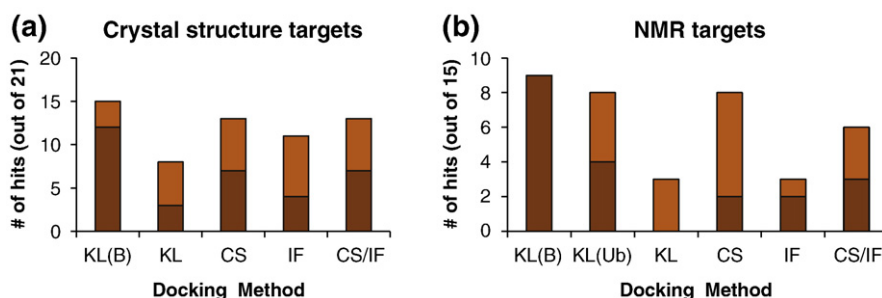 (a) Crystal structure targets
# of hits (out of 21)
20
15
10
5
0
KL(B) KL CS IF CS/IF
Docking Method
(b) NMR targets
# of hits (out of 15)
10
8
6
4
2
0
KL(B) KL(Ub) KL CS IF CS/IF
Docking Method